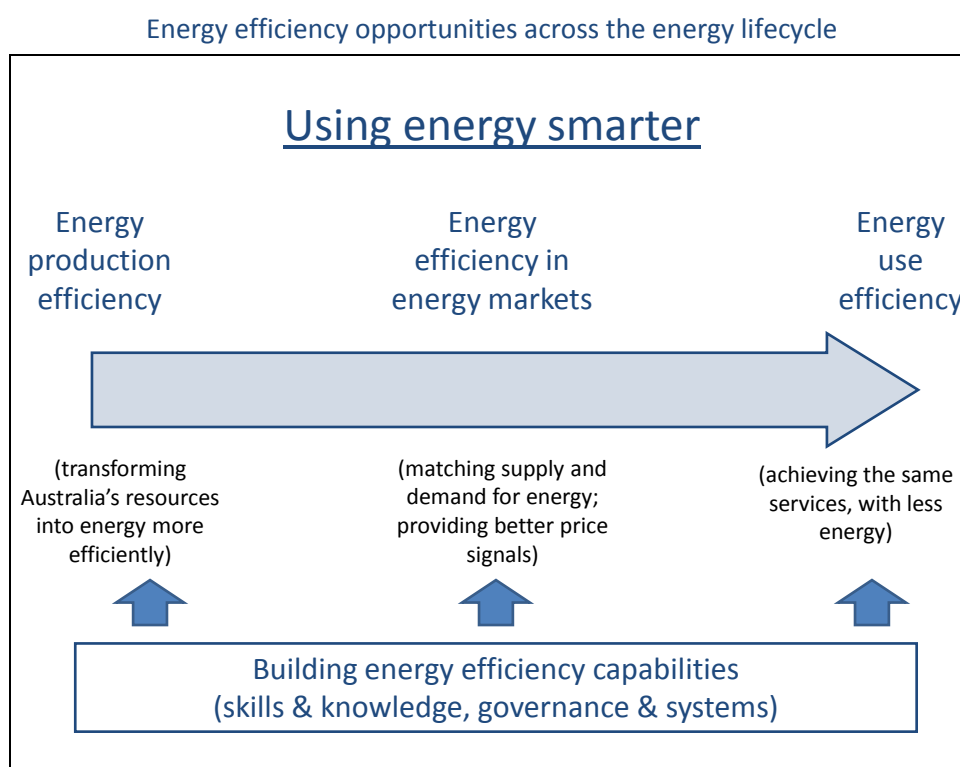 Energy efficiency opportunities across the energy lifecycle
Using energy smarter
Energy
production
efficiency
Energy
efficiency in
energy markets
Energy
use
efficiency
(transforming
Australia's resources
into energy more
efficiently)
(matching supply and
demand for energy;
providing better price
signals)
(achieving the same
services, with less
energy)
Building energy efficiency capabilities
(skills & knowledge, governance & systems)